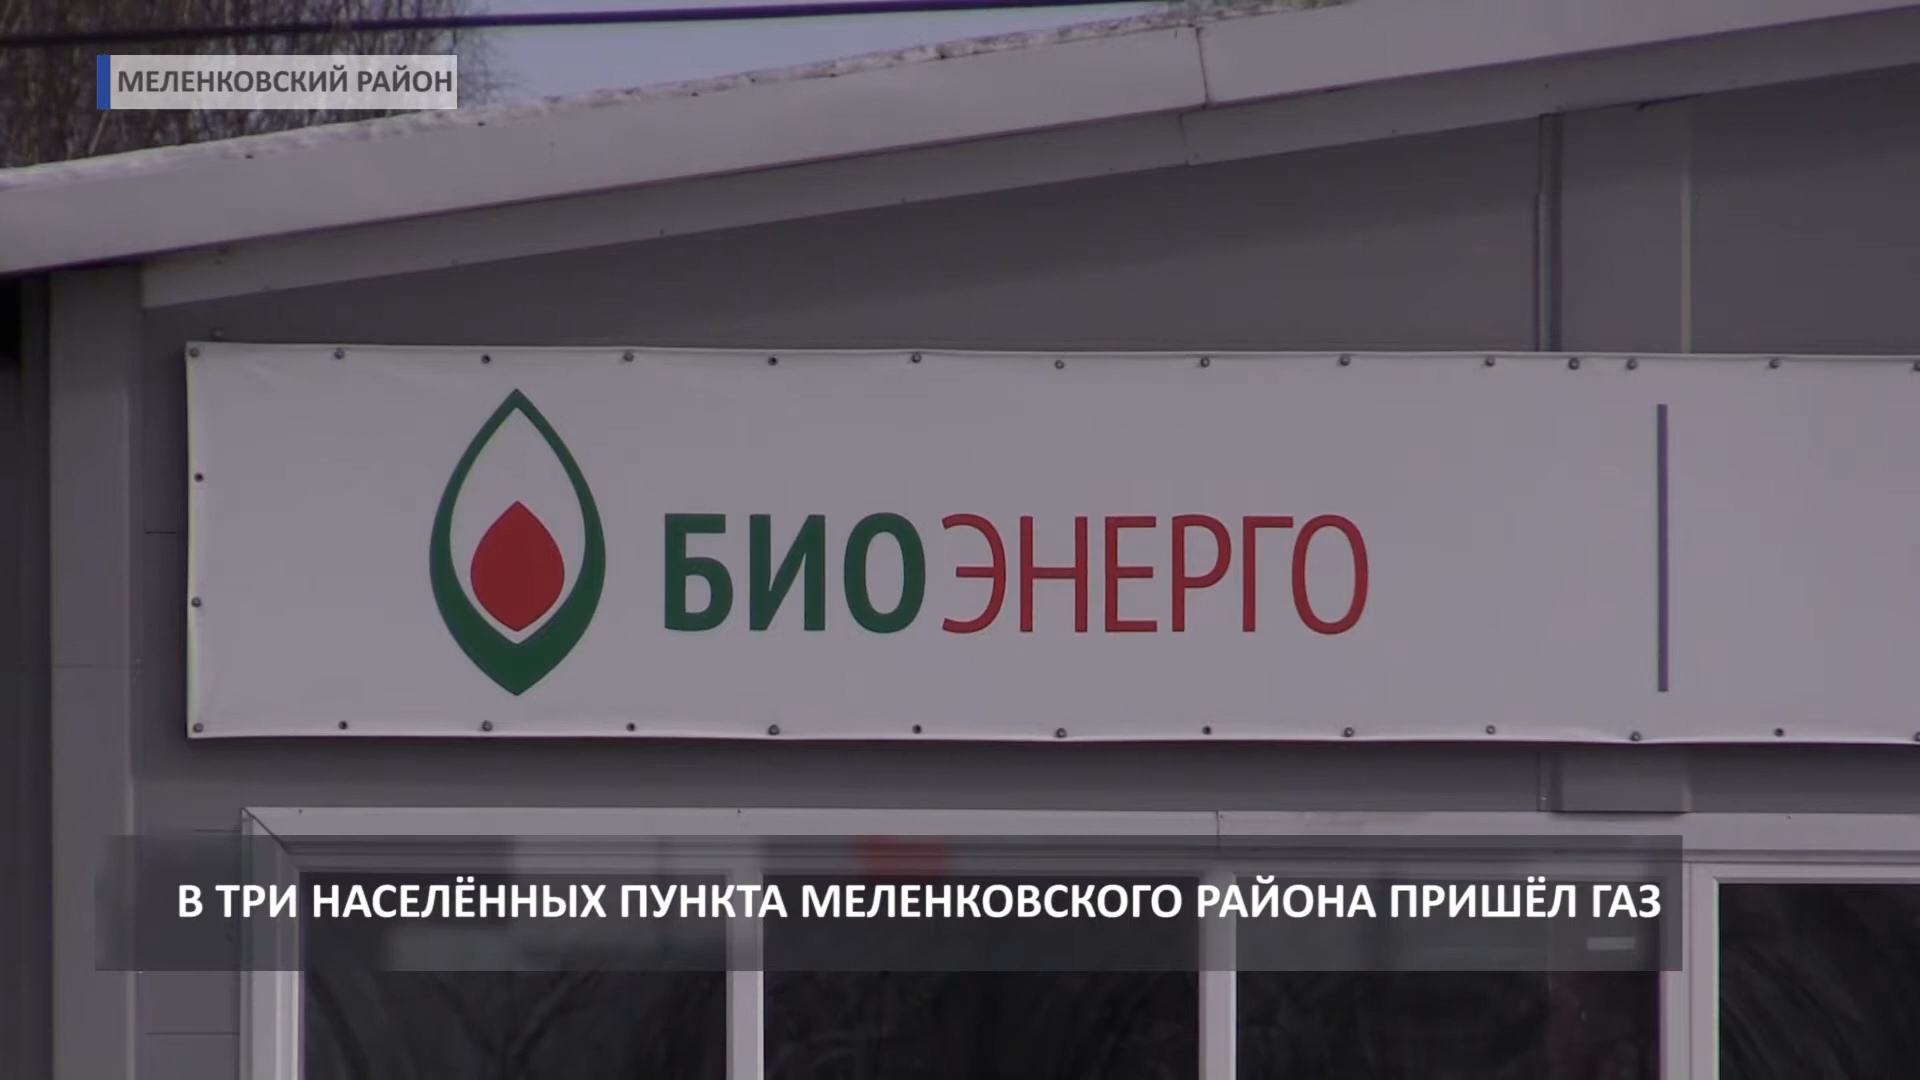 МЕЛЕНКОВСКИЙ РАЙОН
БИОЭНЕРГО
В ТРИ НАСЕЛЁННЫХ ПУНКТА МЕЛЕНКОВСКОГО РАЙОНА ПРИШЁЛ ГАЗ